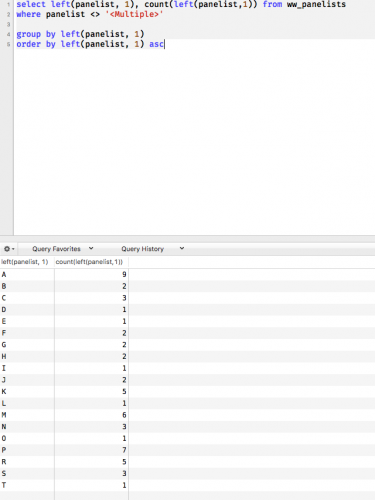 1 select left(panelist, 1), count(left(panelist,1)) from ww_panelists
2 where panelist <> '<Multiple>'
3
4 group by left(panelist, 1)
5 order by left(panelist, 1) asc
Query Favorites Query History
left(panelist, 1) count(left(panelist,1))
A 9
B 2
C 3
D 1
E 1
F 2
G 2
H 2
I 1
J 2
K 5
L 1
M 6
N 3
O 1
P 7
R 5
S 3
T 1